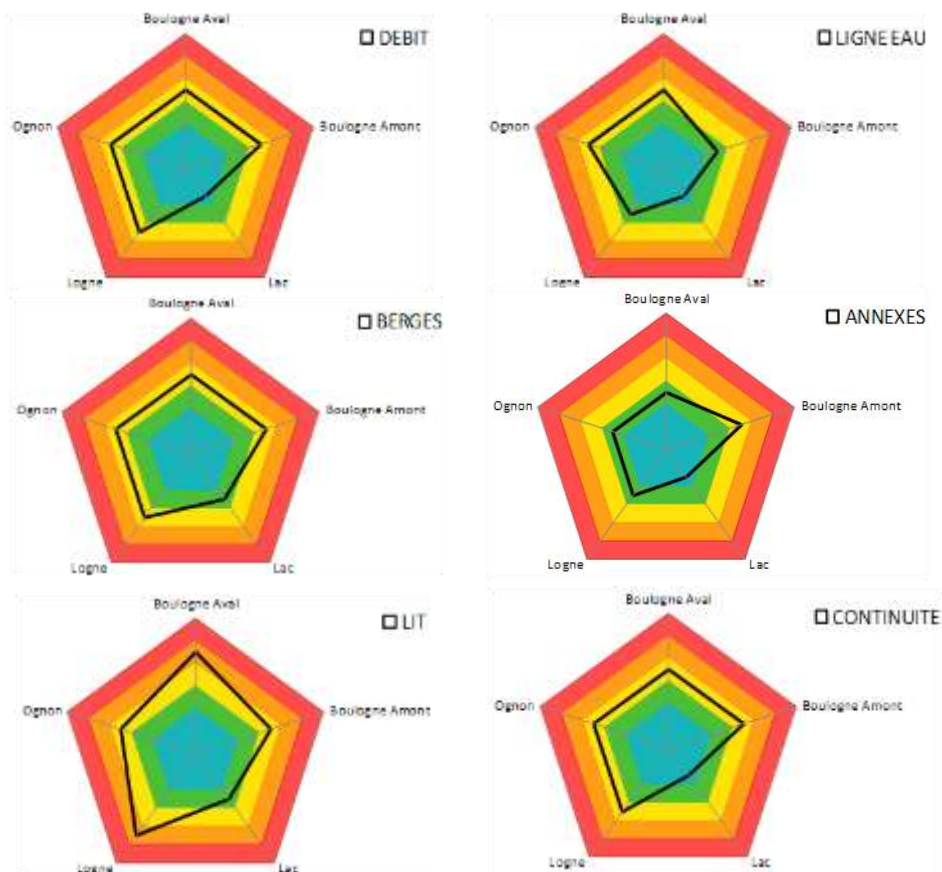 Boulogne Aval
DEBIT
Ognon
Boulogne Amont
Logne
Lac
Boulogne Aval
LIGNE EAU
Ognon
Boulogne Amont
Logne
Lac
Boulogne Aval
BERGES
Ognon
Boulogne Amont
Logne
Lac
Boulogne Aval
ANNEXES
Ognon
Boulogne Amont
Logne
Lac
Boulogne Aval
LIT
Ognon
Boulogne Amont
Logne
Lac
Boulogne Aval
CONTINUITE
Ognon
Boulogne Amont
Logne
Lac